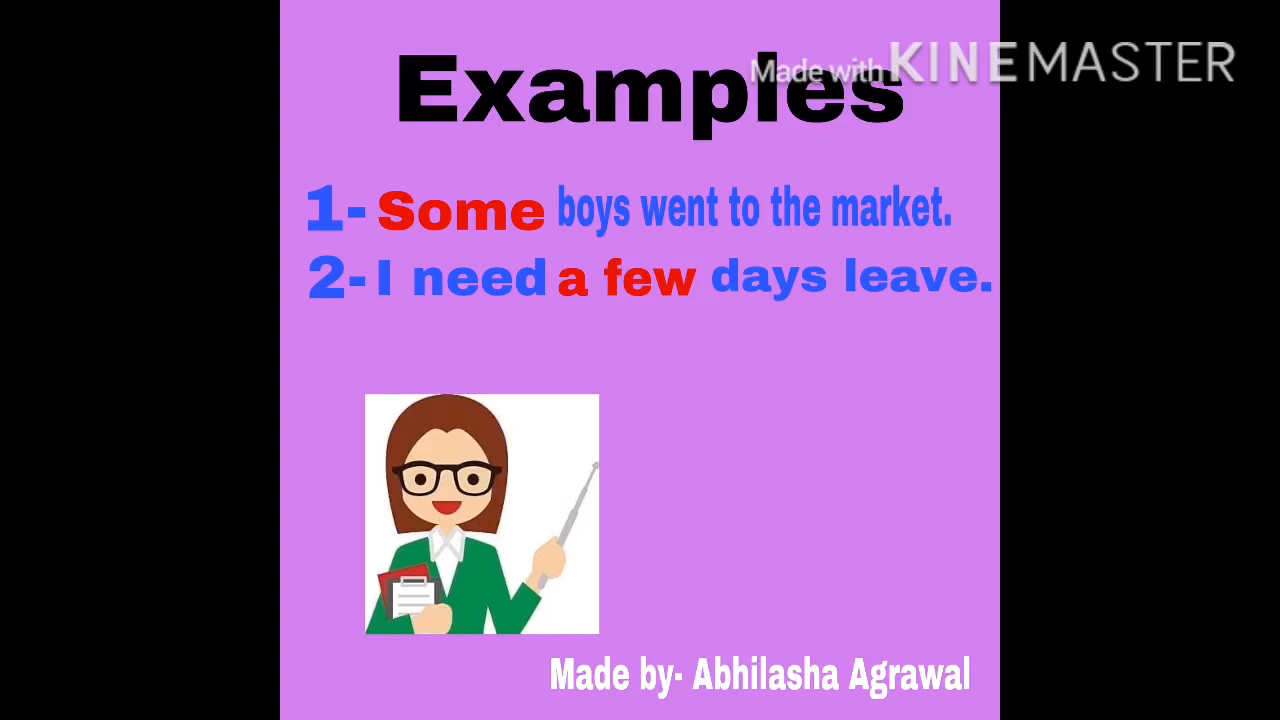 Made with KINEMASTER
Examples
1- Some boys went to the market.
2- I need a few days leave.
Made by- Abhilasha Agrawal